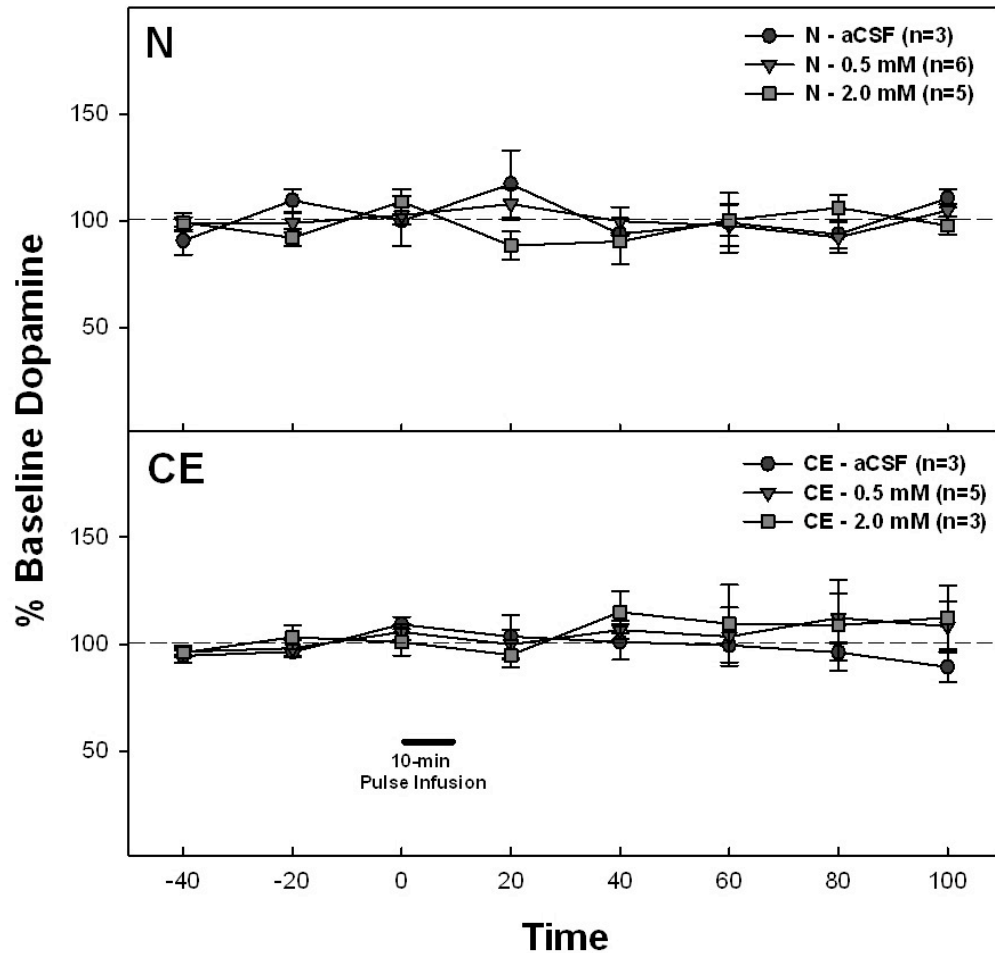 N
N - aCSF (n=3)
N - 0.5 mM (n=6)
N - 2.0 mM (n=5)
150
100
50
% Baseline Dopamine
CE
CE - aCSF (n=3)
CE - 0.5 mM (n=5)
CE - 2.0 mM (n=3)
150
100
50
10-min
Pulse Infusion
-40 -20 0 20 40 60 80 100
Time